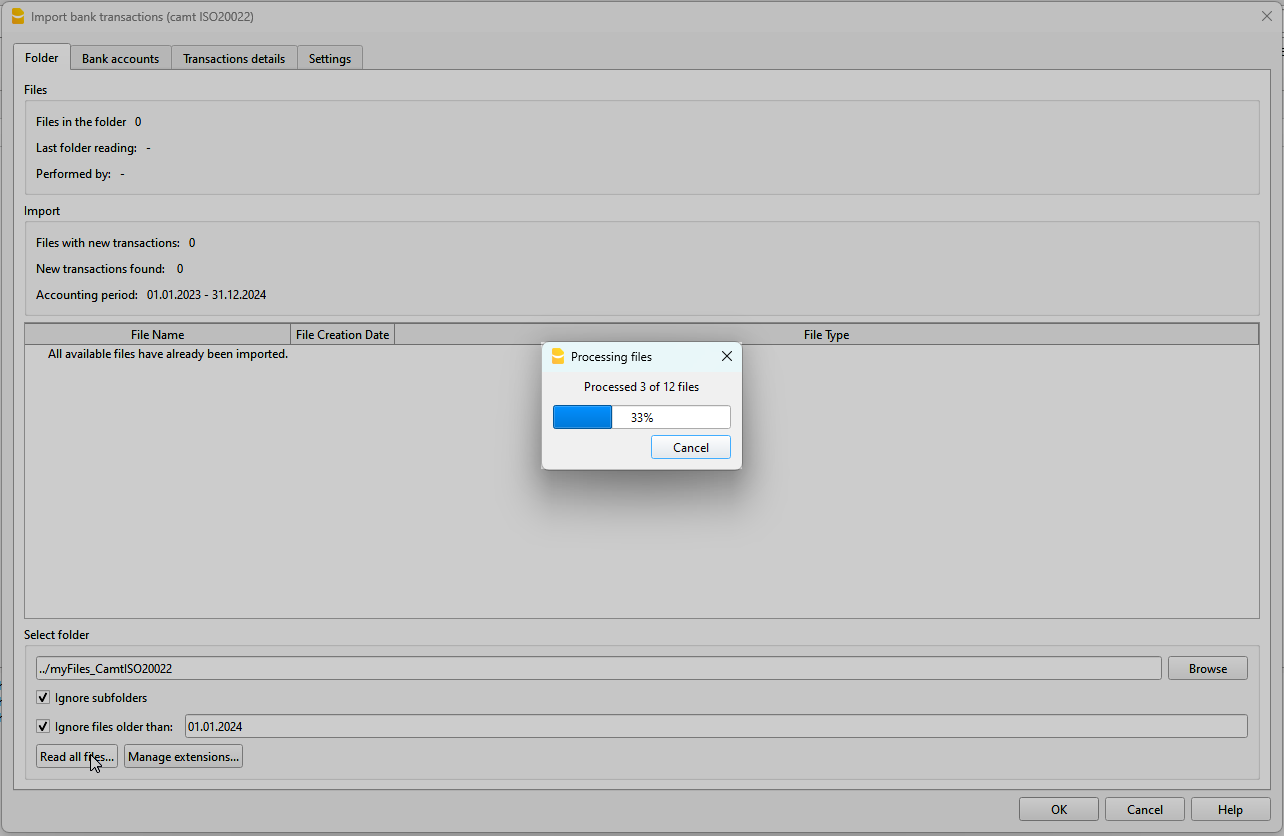 Import bank transactions (camt ISO20022)
Folder Bank accounts Transactions details Settings
Files
Files in the folder 0
Last folder reading: -
Performed by: -
Import
Files with new transactions: 0
New transactions found: 0
Accounting period: 01.01.2023 - 31.12.2024
File Name File Creation Date File Type
All available files have already been imported.
Processing files
Processed 3 of 12 files
33%
Cancel
Select folder
../myFiles_CamtISO20022 Browse
Ignore subfolders
Ignore files older than: 01.01.2024
Read all files... Manage extensions...
OK Cancel Help